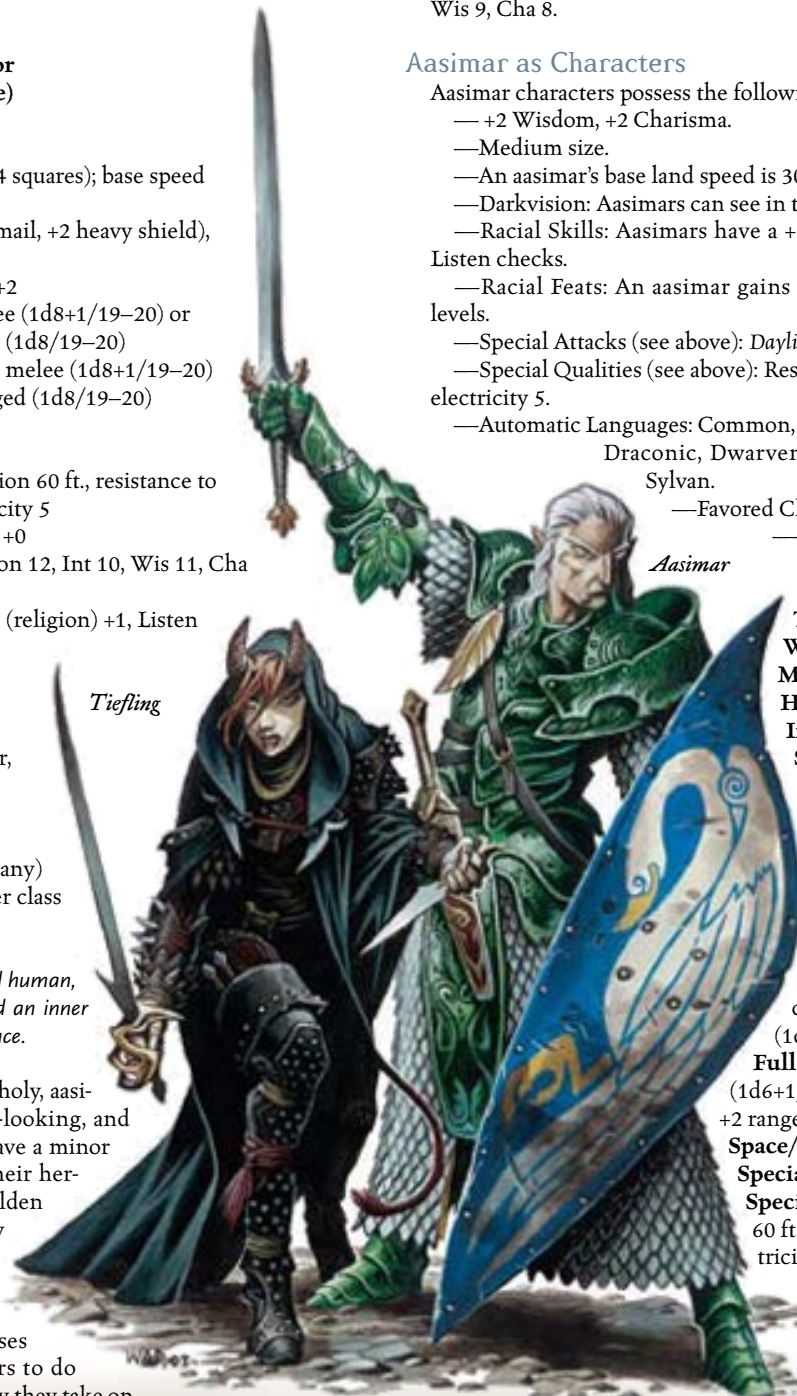 or
e)
4 squares); base speed
mail, +2 heavy shield),
+2
ee (1d8+1/19–20) or
(1d8/19–20)
melee (1d8+1/19–20)
ged (1d8/19–20)
ion 60 ft., resistance to
city 5
+0
on 12, Int 10, Wis 11, Cha
(religion) +1, Listen
Tiefling
r,
any)
er class
l human,
d an inner
ce.
holy, aasi-
-looking, and
ave a minor
heir her-
lden
y
ses
rs to do
y they take on
Wis 9, Cha 8.
Aasimar as Characters
Aasimar characters possess the followi
— +2 Wisdom, +2 Charisma.
—Medium size.
—An aasimar's base land speed is 30
—Darkvision: Aasimars can see in t
—Racial Skills: Aasimars have a +
Listen checks.
—Racial Feats: An aasimar gains
levels.
—Special Attacks (see above): Dayli
—Special Qualities (see above): Res
electricity 5.
—Automatic Languages: Common,
Draconic, Dwarven
Sylvan.
—Favored Cl
—
Aasimar
T
W
M
H
In
S
(1d
Full
(1d6+1,
+2 range
Space/
Specia
Speci
60 ft
trici